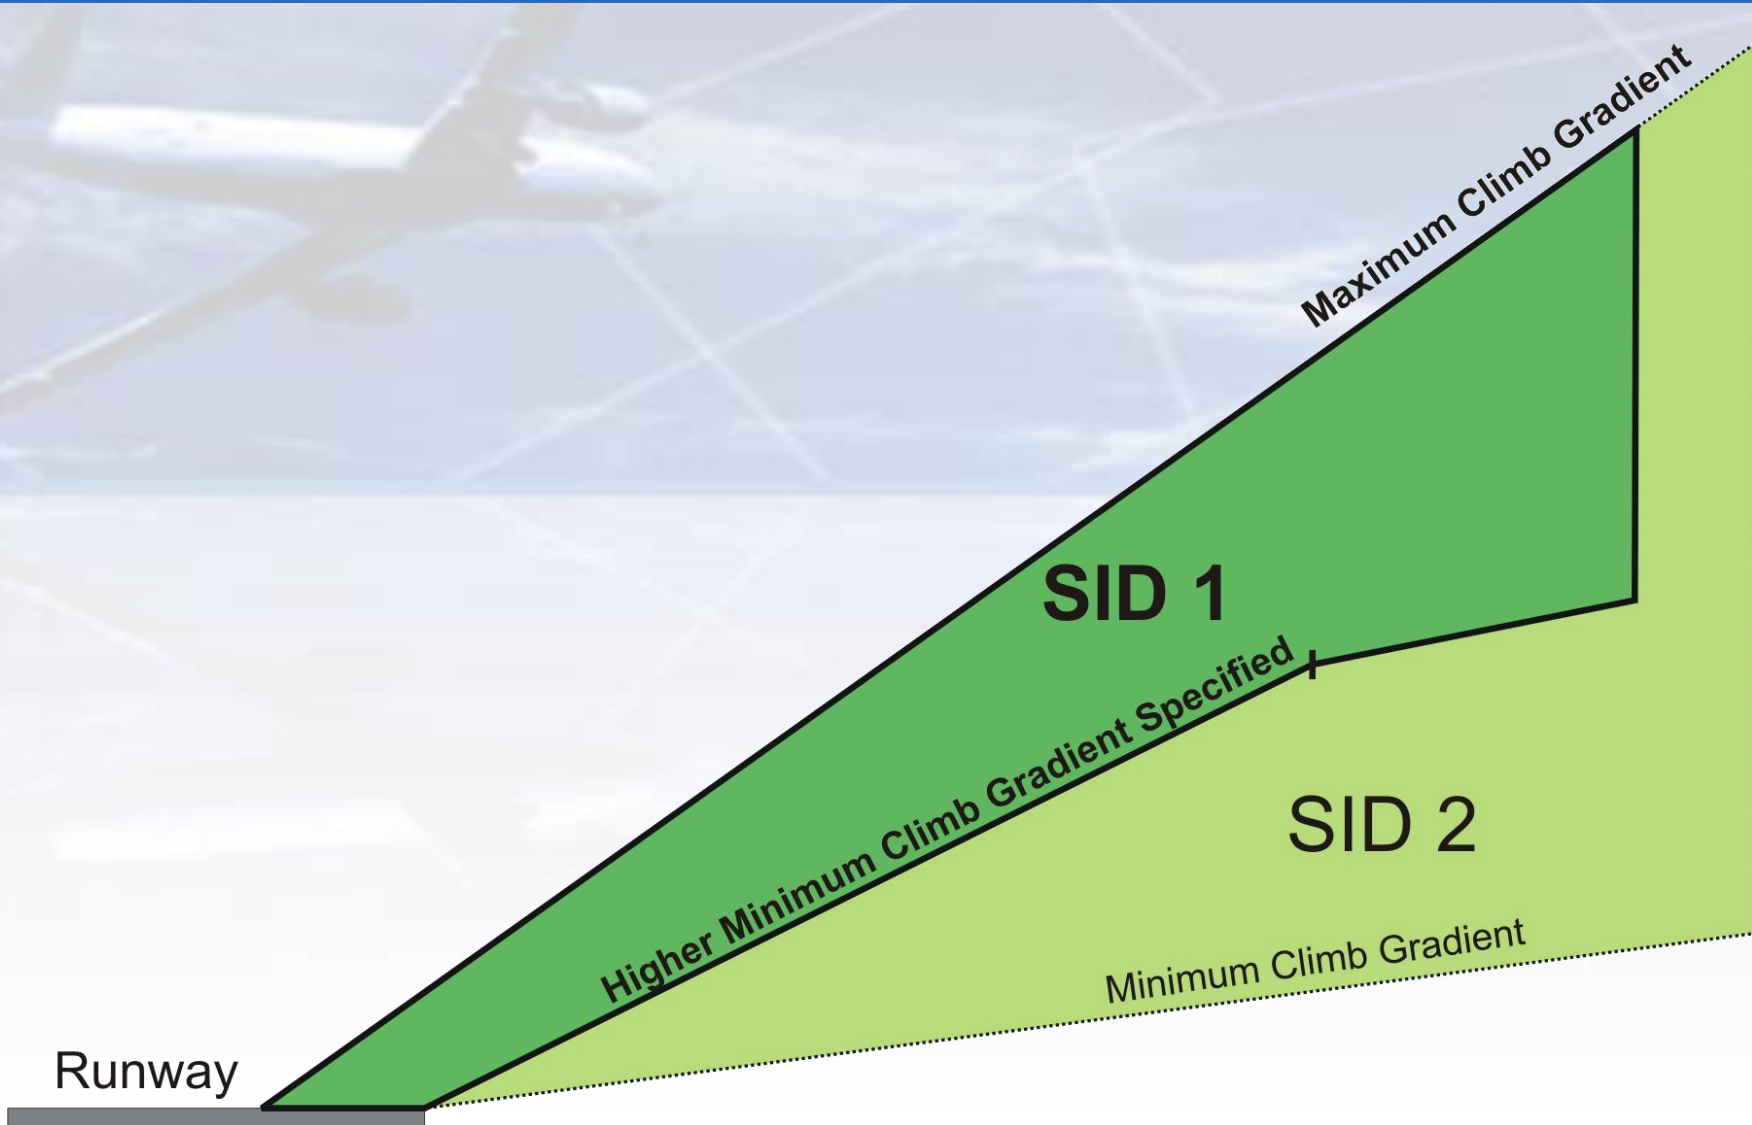 Maximum Climb Gradient
SID 1
Higher Minimum Climb Gradient Specified
SID 2
Minimum Climb Gradient
Runway